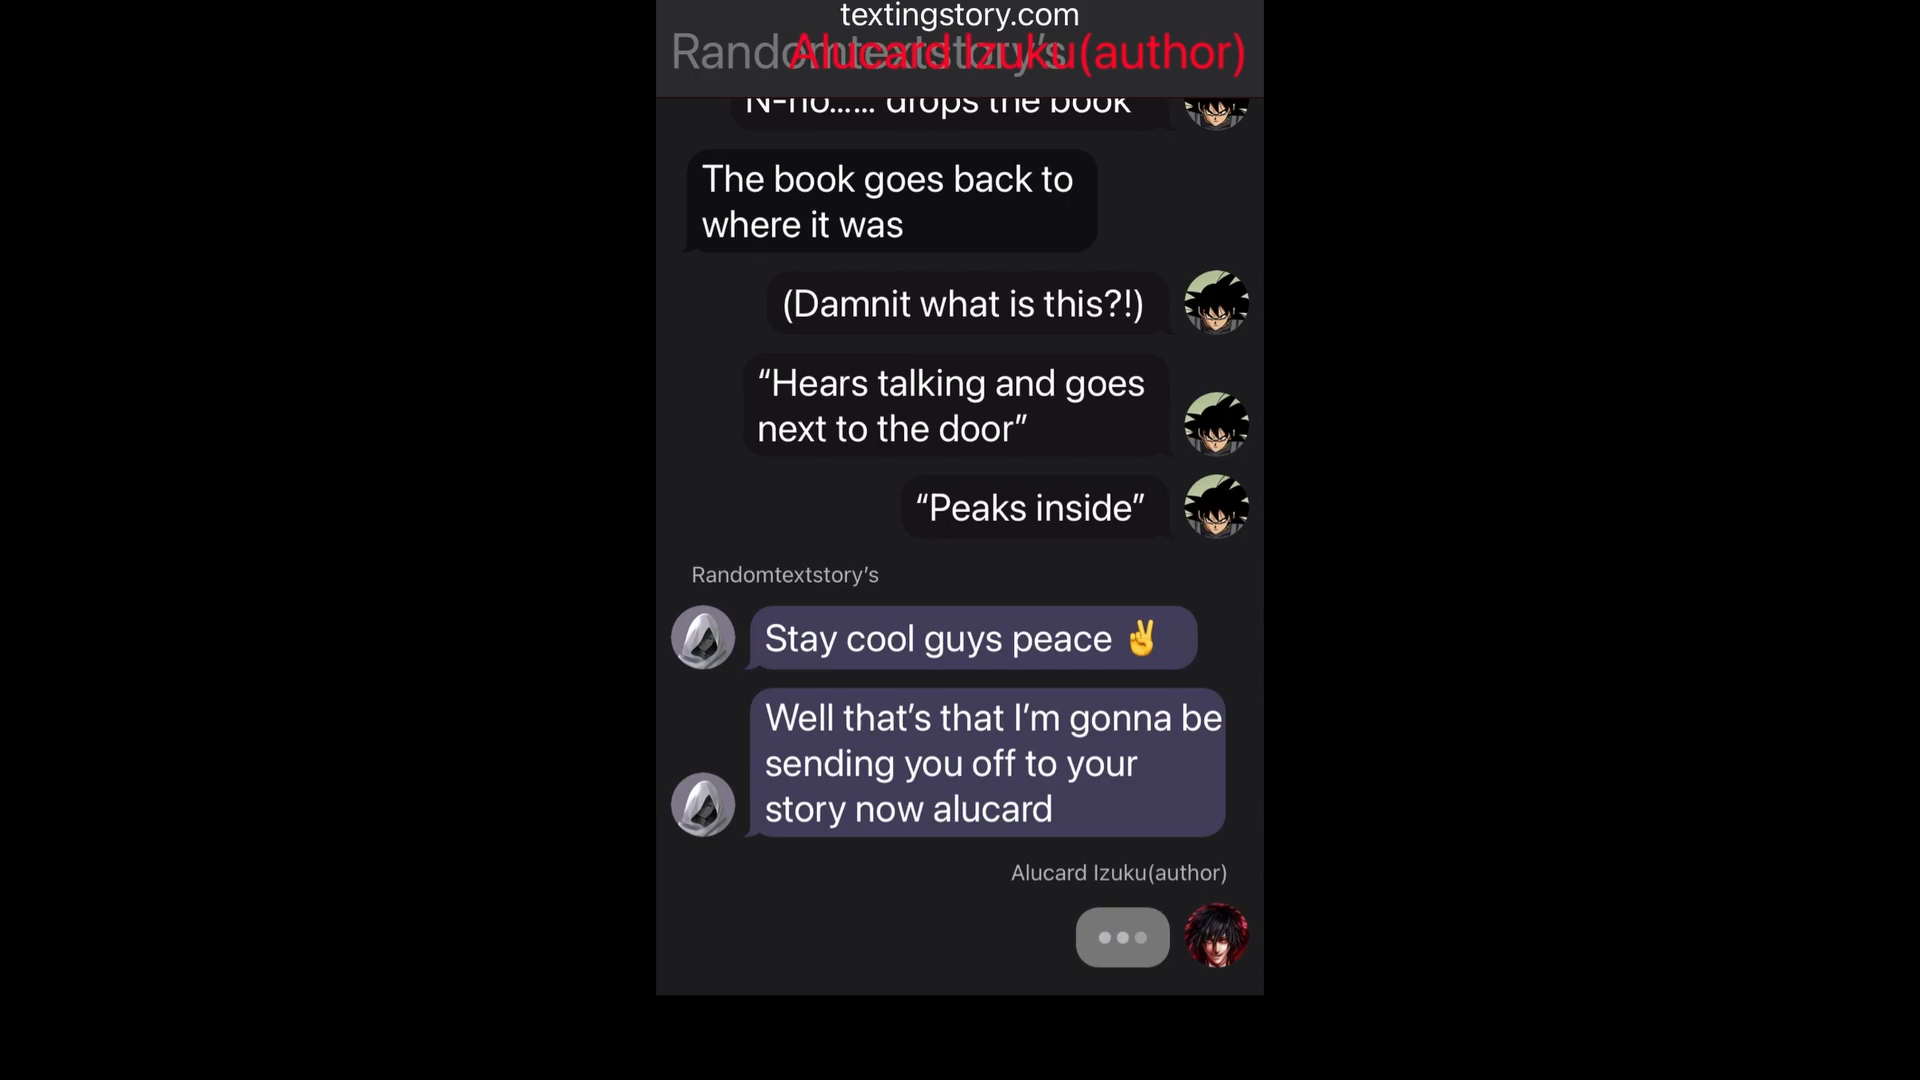 textingstory.com
Randomtextstory's
Alucard Izuku(author)
N-no...... drops the book
The book goes back to
where it was
(Damnit what is this?!)
“Hears talking and goes
next to the door”
“Peaks inside”
Randomtextstory’s
Stay cool guys peace ✌️
Well that’s that I’m gonna be
sending you off to your
story now alucard
Alucard Izuku(author)